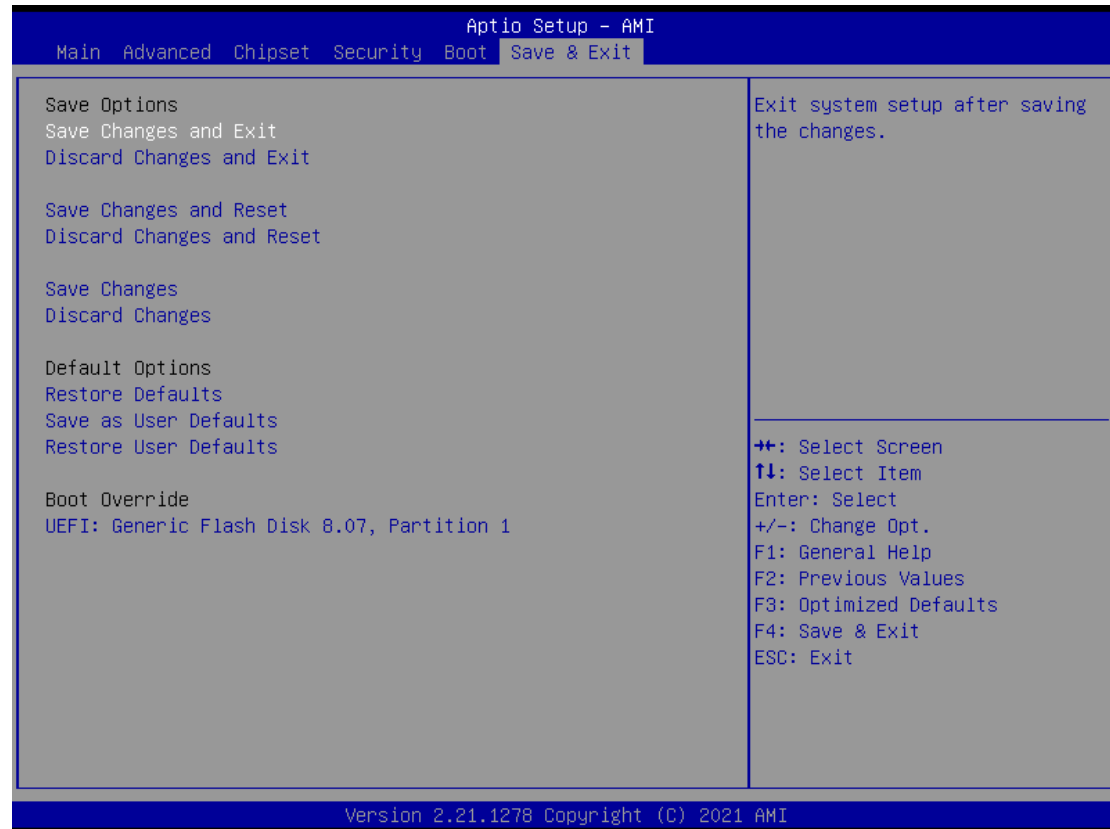 Aptio Setup – AMI
Main Advanced Chipset Security Boot Save & Exit
Save Options
Save Changes and Exit
Discard Changes and Exit
Save Changes and Reset
Discard Changes and Reset
Save Changes
Discard Changes
Default Options
Restore Defaults
Save as User Defaults
Restore User Defaults
Boot Override
UEFI: Generic Flash Disk 8.07, Partition 1
Exit system setup after saving
the changes.
→←: Select Screen
↑↓: Select Item
Enter: Select
+/-: Change Opt.
F1: General Help
F2: Previous Values
F3: Optimized Defaults
F4: Save & Exit
ESC: Exit
Version 2.21.1278 Copyright (C) 2021 AMI